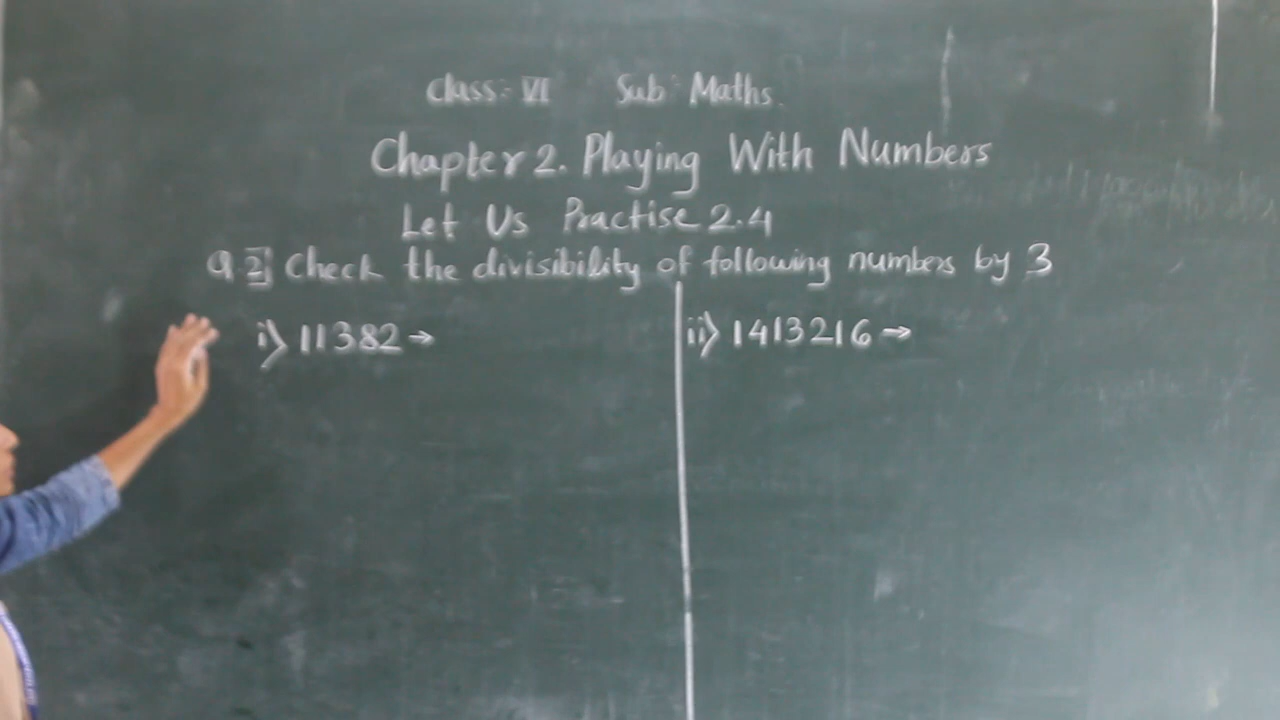 Class:- VI Sub: Maths.
Chapter 2. Playing With Numbers
Let Us Practise 2.4
Q 2] Check the divisibility of following numbers by 3
i) 11382 →
ii) 1413216 →